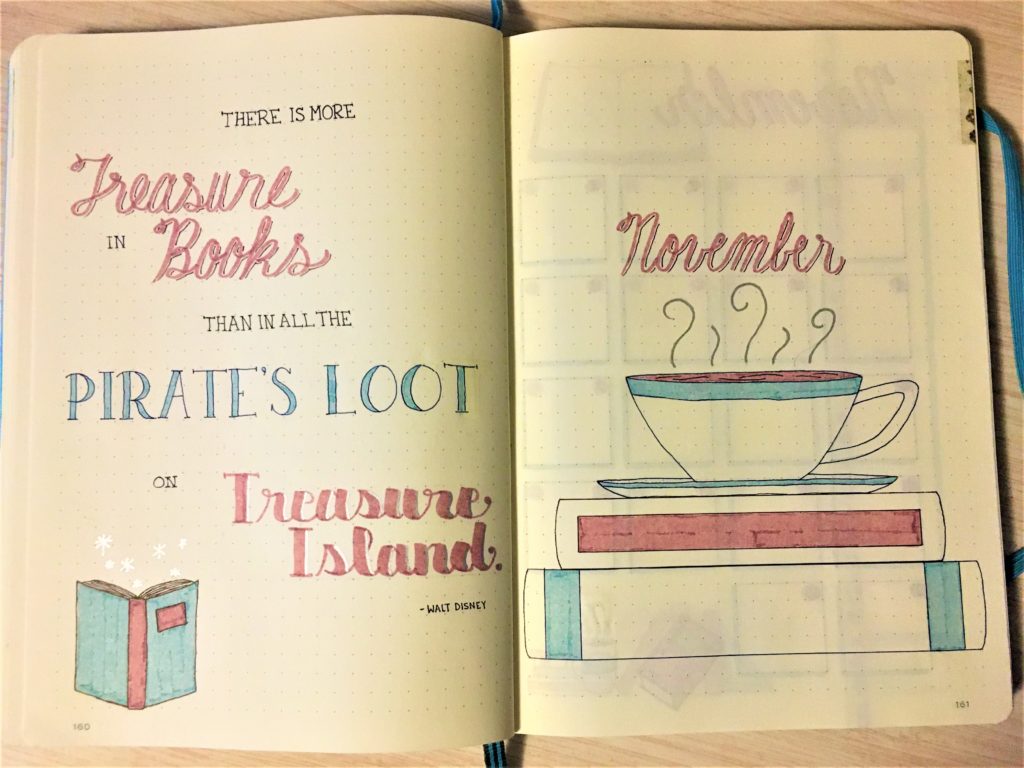 THERE IS MORE
Treasure
IN Books
THAN IN ALL THE
PIRATE'S LOOT
ON Treasure
Island.
-WALT DISNEY
160
November
November
161